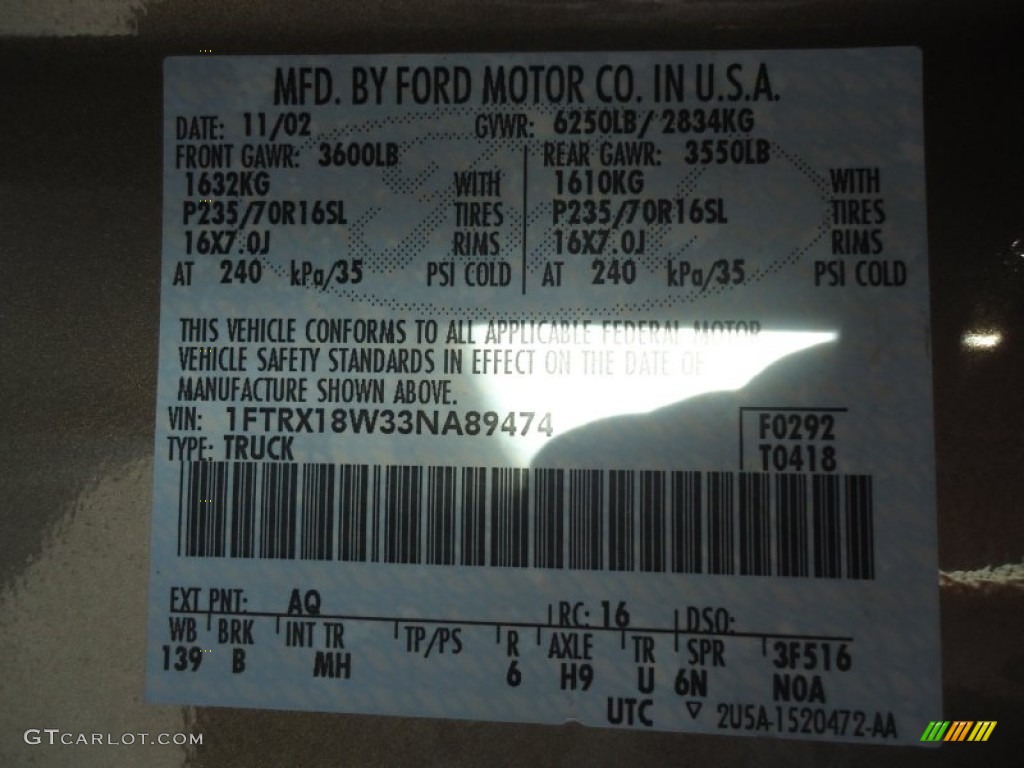 MFD. BY FORD MOTOR CO. IN U.S.A.
DATE: 11/02 GVWR: 6250LB/ 2834KG
FRONT GAWR: 3600LB REAR GAWR: 3550LB
1632KG WITH 1610KG WITH
P235/70R16SL TIRES P235/70R16SL TIRES
16X7.0J RIMS 16X7.0J RIMS
AT 240 kPa/35 PSI COLD AT 240 kPa/35 PSI COLD
THIS VEHICLE CONFORMS TO ALL APPLICABLE FEDERAL MOTOR
VEHICLE SAFETY STANDARDS IN EFFECT ON THE DATE OF
MANUFACTURE SHOWN ABOVE.
VIN: 1FTRX18W33NA89474 F0292
TYPE: TRUCK T0418
EXT PNT: AQ RC: 16 DSO:
WB BRK INT TR TP/PS R AXLE TR SPR 3F516
139 B MH 6 H9 U 6N N0A
UTC ▽ 2U5A-1520472-AA
GTCARLOT.COM